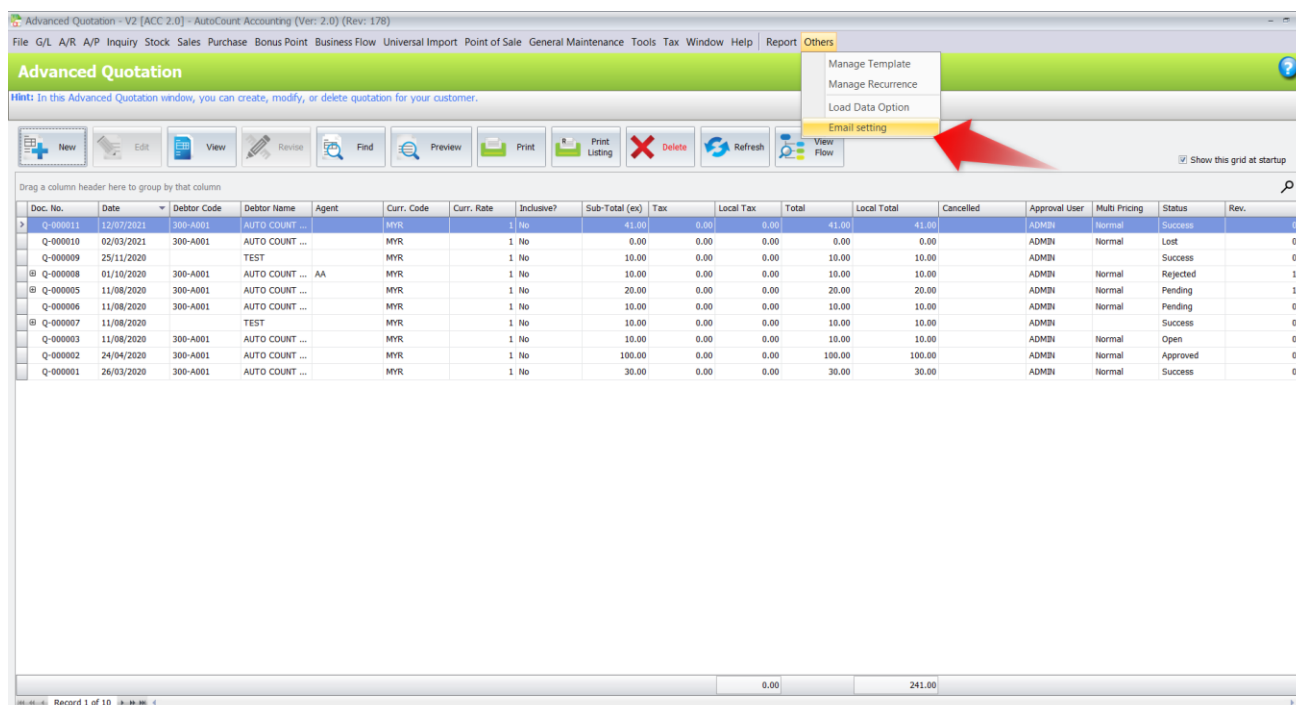 Advanced Quotation - V2 [ACC 2.0] - AutoCount Accounting (Ver: 2.0) (Rev: 178)
File G/L A/R A/P Inquiry Stock Sales Purchase Bonus Point Business Flow Universal Import Point of Sale General Maintenance Tools Tax Window Help Report Others
Manage Template
Manage Recurrence
Load Data Option
Email setting
Advanced Quotation
Hint: In this Advanced Quotation window, you can create, modify, or delete quotation for your customer.
New Edit View Revise Find Preview Print Print Listing Delete Refresh View Flow
Show this grid at startup
Drag a column header here to group by that column
Doc. No. Date Debtor Code Debtor Name Agent Curr. Code Curr. Rate Inclusive? Sub-Total (ex) Tax Local Tax Total Local Total Cancelled Approval User Multi Pricing Status Rev.
Q-000011 12/07/2021 300-A001 AUTO COUNT ... MYR 1 No 41.00 0.00 0.00 41.00 41.00 ADMIN Normal Success 0
Q-000010 02/03/2021 300-A001 AUTO COUNT ... MYR 1 No 0.00 0.00 0.00 0.00 0.00 ADMIN Normal Lost 0
Q-000009 25/11/2020 TEST MYR 1 No 10.00 0.00 0.00 10.00 10.00 ADMIN Success 0
Q-000008 01/10/2020 300-A001 AUTO COUNT ... AA MYR 1 No 10.00 0.00 0.00 10.00 10.00 ADMIN Normal Rejected 1
Q-000005 11/08/2020 300-A001 AUTO COUNT ... MYR 1 No 20.00 0.00 0.00 20.00 20.00 ADMIN Normal Pending 1
Q-000006 11/08/2020 300-A001 AUTO COUNT ... MYR 1 No 10.00 0.00 0.00 10.00 10.00 ADMIN Normal Pending 0
Q-000007 11/08/2020 TEST MYR 1 No 10.00 0.00 0.00 10.00 10.00 ADMIN Success 0
Q-000003 11/08/2020 300-A001 AUTO COUNT ... MYR 1 No 10.00 0.00 0.00 10.00 10.00 ADMIN Normal Open 0
Q-000002 24/04/2020 300-A001 AUTO COUNT ... MYR 1 No 100.00 0.00 0.00 100.00 100.00 ADMIN Normal Approved 0
Q-000001 26/03/2020 300-A001 AUTO COUNT ... MYR 1 No 30.00 0.00 0.00 30.00 30.00 ADMIN Normal Success 0
0.00 241.00
Record 1 of 10